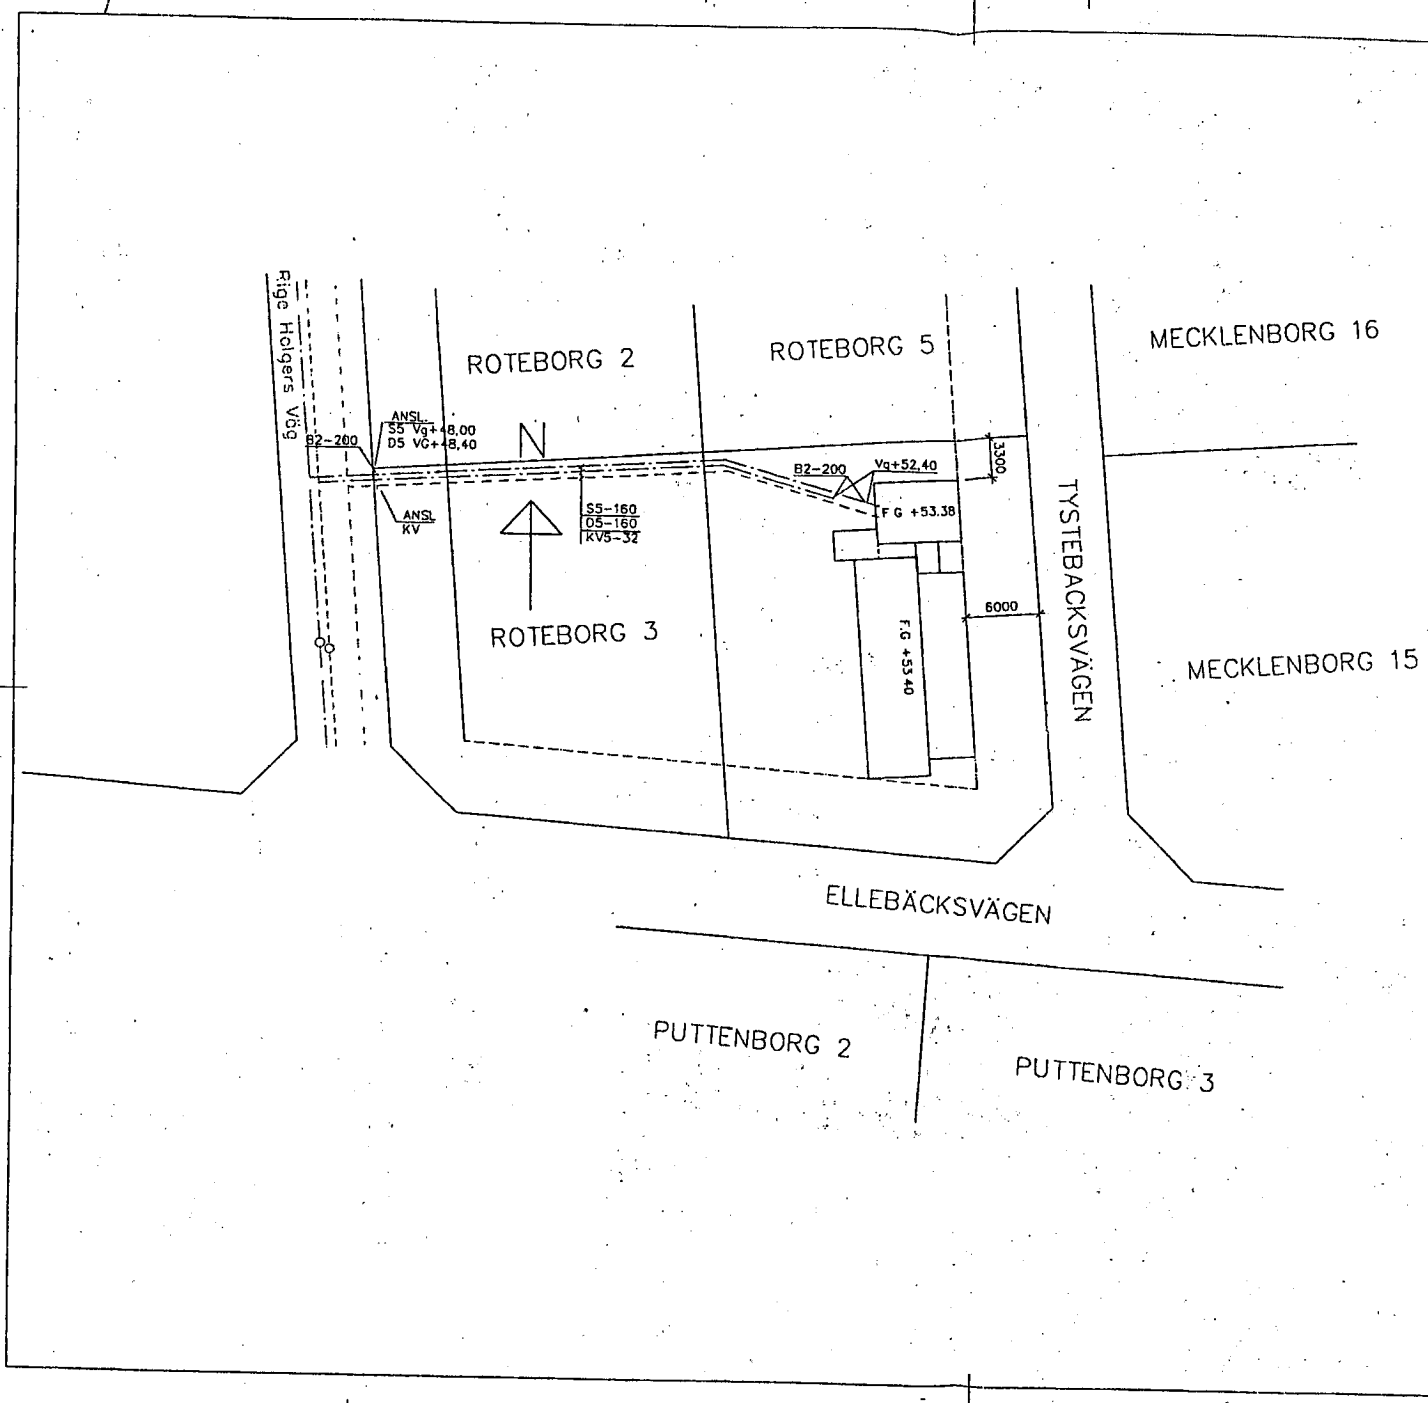 Rigo Holgers Väg
ROTEBORG 2
ROTEBORG 5
MECKLENBORG 16
ANSL.
S5 Vg+48,00
D5 VG+48,40
B2-200
N
B2-200
Vg+52,40
3300
ANSL
KV
S5-160
D5-160
KV5-32
F G +53.38
TYSTEBACKSVÄGEN
ROTEBORG 3
6000
F.G +53 40
MECKLENBORG 15
ELLEBÄCKSVÄGEN
PUTTENBORG 2
PUTTENBORG 3